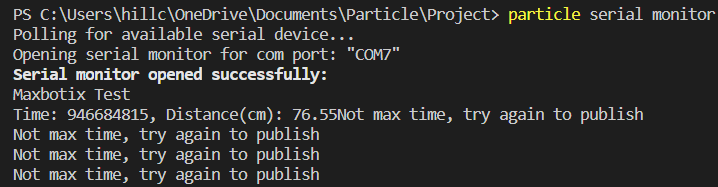 PS C:\Users\hillc\OneDrive\Documents\Particle\Project> particle serial monitor
Polling for available serial device...
Opening serial monitor for com port: "COM7"
Serial monitor opened successfully:
Maxbotix Test
Time: 946684815, Distance(cm): 76.55Not max time, try again to publish
Not max time, try again to publish
Not max time, try again to publish
Not max time, try again to publish